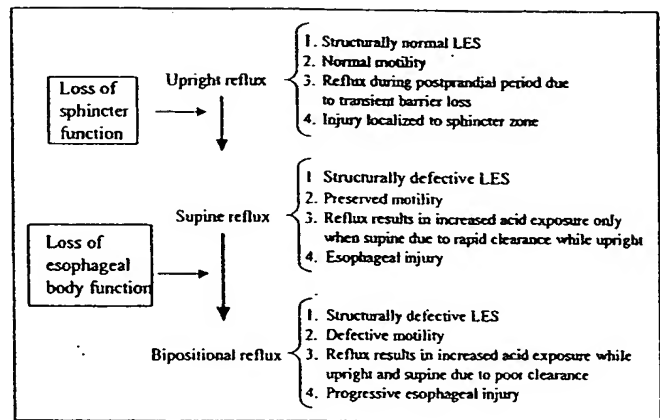 Loss of
sphincter
function
Upright reflux
1. Structurally normal LES
2. Normal motility
3. Reflux during postprandial period due
to transient barrier loss
4. Injury localized to sphincter zone
Loss of
esophageal
body function
Supine reflux
1 Structurally defective LES
2. Preserved motility
3. Reflux results in increased acid exposure only
when supine due to rapid clearance while upright
4. Esophageal injury
Bipositional reflux
1. Structurally defective LES
2. Defective motility
3. Reflux results in increased acid exposure while
upright and supine due to poor clearance
4. Progressive esophageal injury